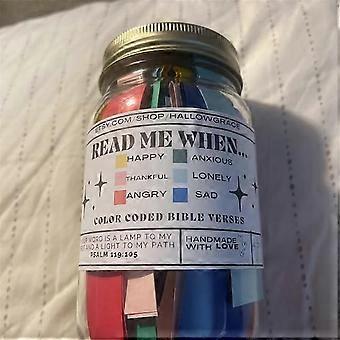 ETSY.COM/SHOP/HALLOWGRACE
READ ME WHEN...
HAPPY ANXIOUS
THANKFUL LONELY
ANGRY SAD
COLOR CODED BIBLE VERSES
WORD IS A LAMP TO MY
AND A LIGHT TO MY PATH
PSALM 119:105
HANDMADE
WITH LOVE